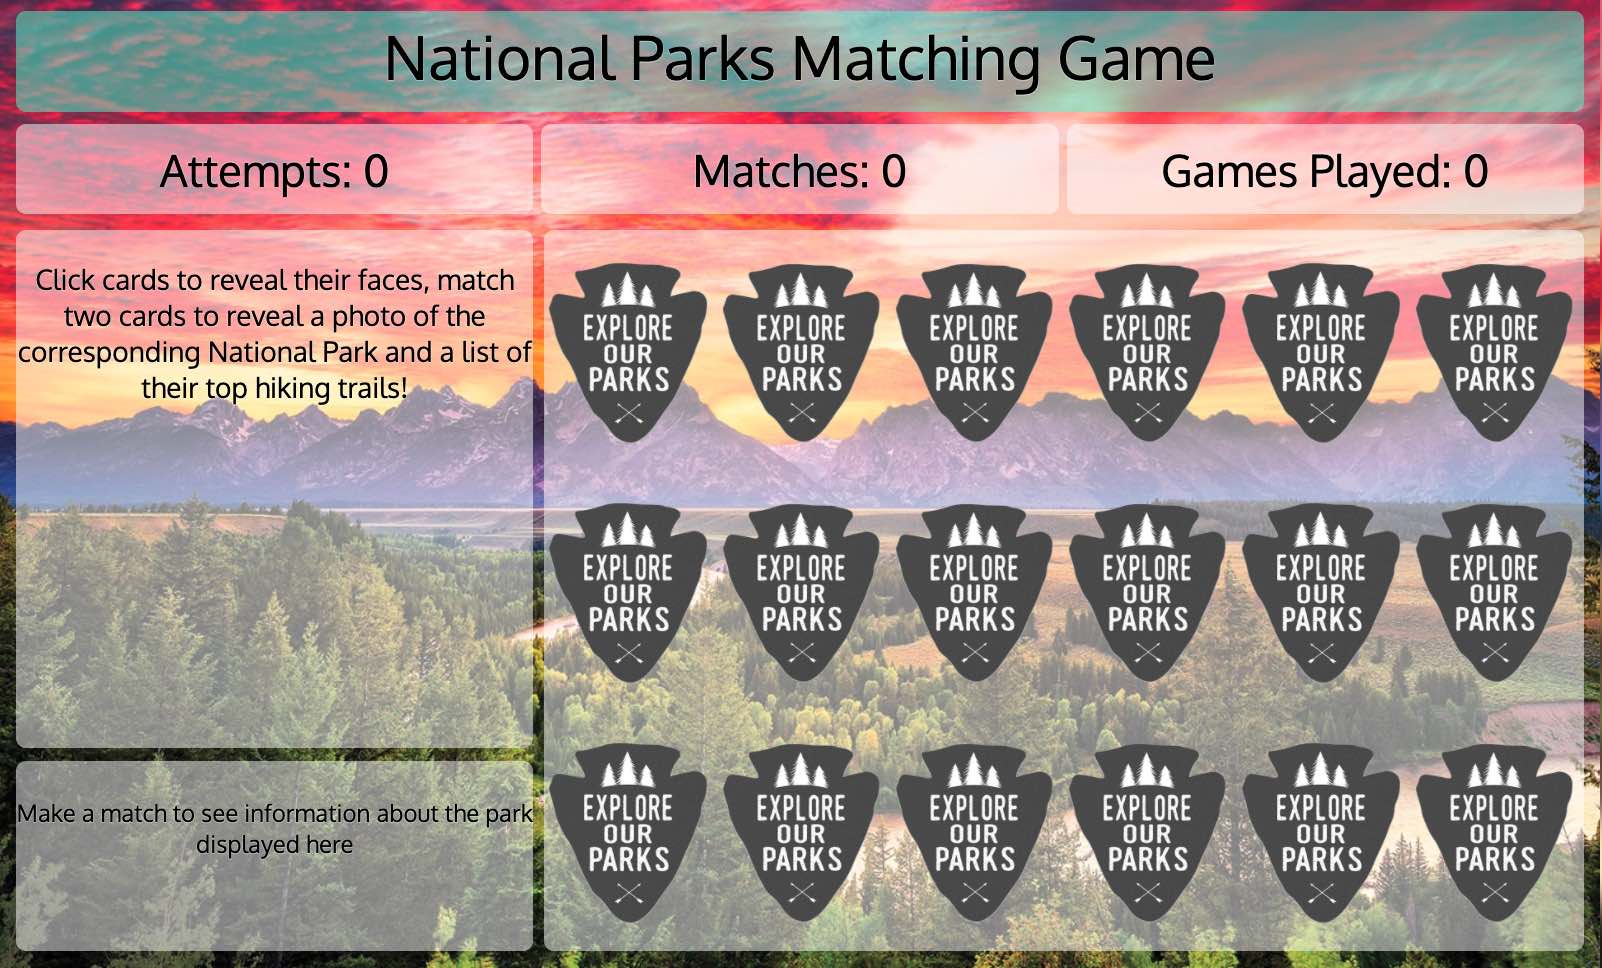 National Parks Matching Game
Attempts: 0
Matches: 0
Games Played: 0
Click cards to reveal their faces, match
two cards to reveal a photo of the
corresponding National Park and a list of
their top hiking trails!
Make a match to see information about the park
displayed here
EXPLORE
OUR
PARKS
EXPLORE
OUR
PARKS
EXPLORE
OUR
PARKS
EXPLORE
OUR
PARKS
EXPLORE
OUR
PARKS
EXPLORE
OUR
PARKS
EXPLORE
OUR
PARKS
EXPLORE
OUR
PARKS
EXPLORE
OUR
PARKS
EXPLORE
OUR
PARKS
EXPLORE
OUR
PARKS
EXPLORE
OUR
PARKS
EXPLORE
OUR
PARKS
EXPLORE
OUR
PARKS
EXPLORE
OUR
PARKS
EXPLORE
OUR
PARKS
EXPLORE
OUR
PARKS
EXPLORE
OUR
PARKS